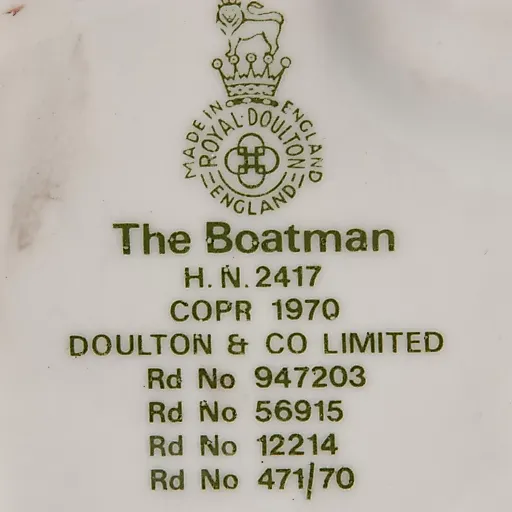 MADE IN ENGLAND
ROYAL·DOULTON
ENGLAND
The Boatman
H. N. 2417
COPR 1970
DOULTON & CO LIMITED
Rd No 947203
Rd No 56915
Rd No 12214
Rd No 471/70